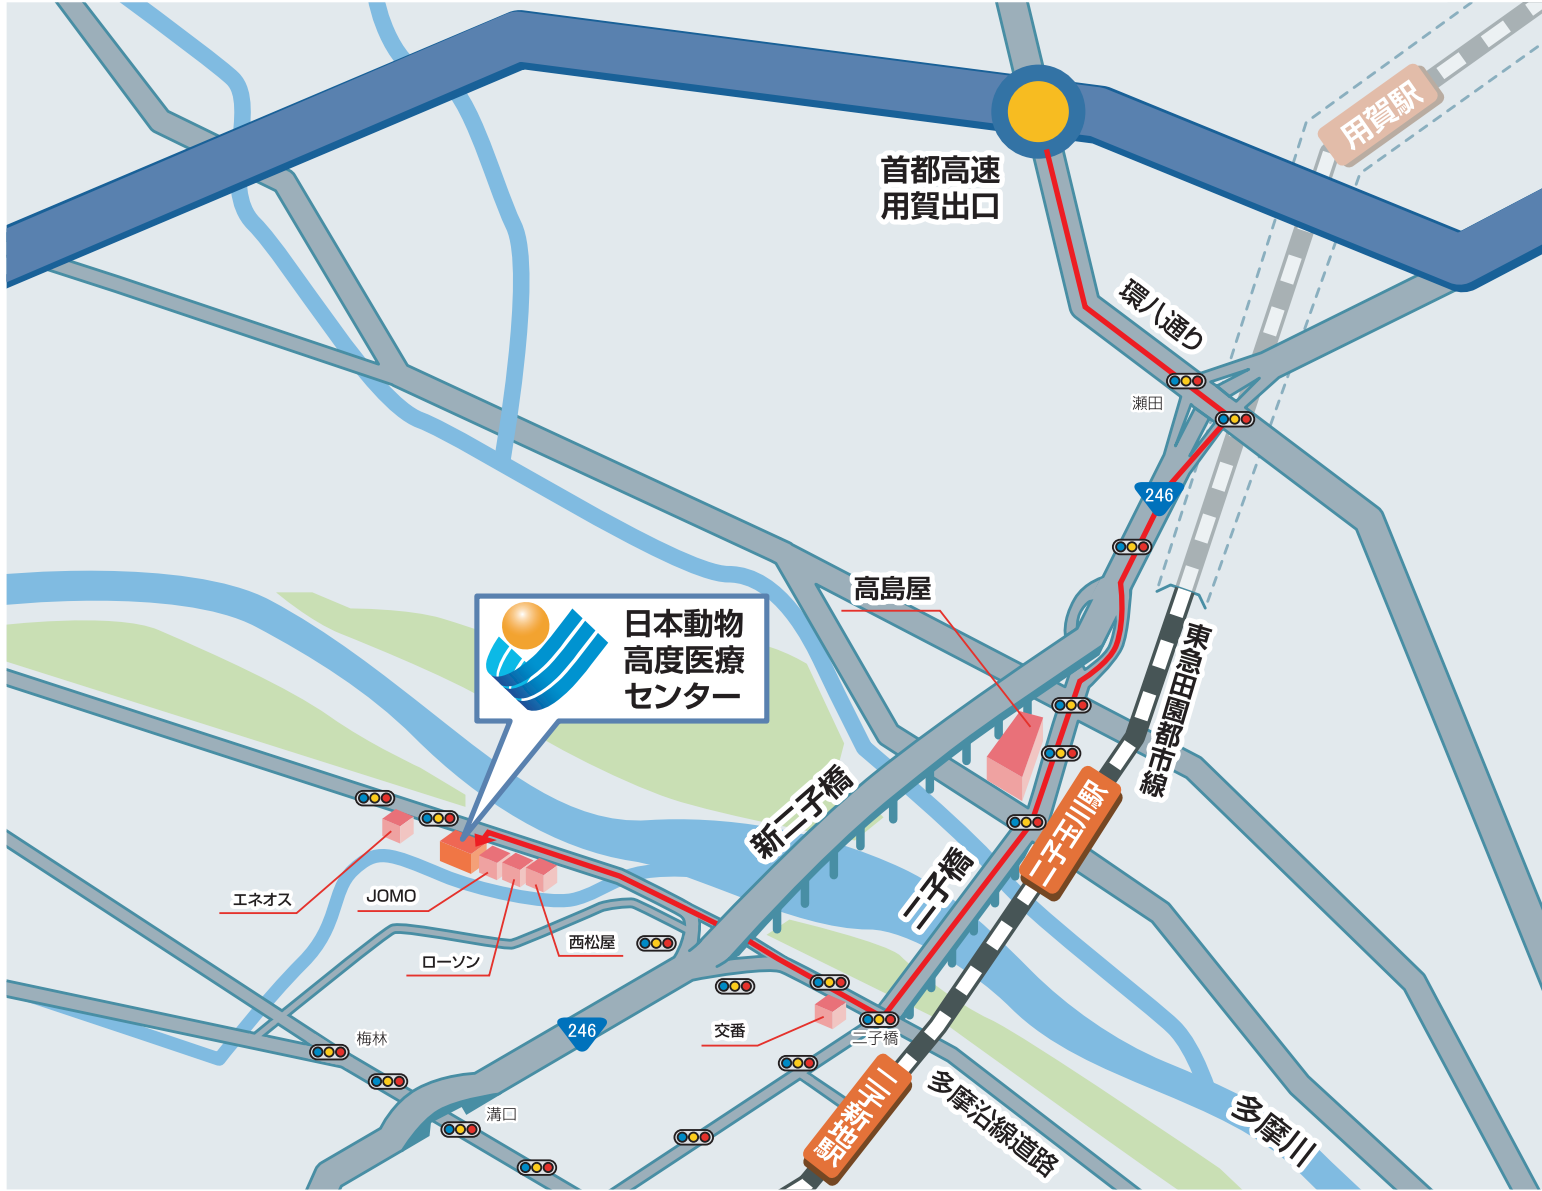 用賀駅
首都高速
用賀出口
環八通り
瀬田
246
高島屋
日本動物
高度医療
センター
東急田園都市線
新二子橋
二子玉川駅
二子橋
エネオス
JOMO
ローソン
西松屋
交番
二子橋
246
梅林
溝口
二子新地駅
多摩沿線道路
多摩川